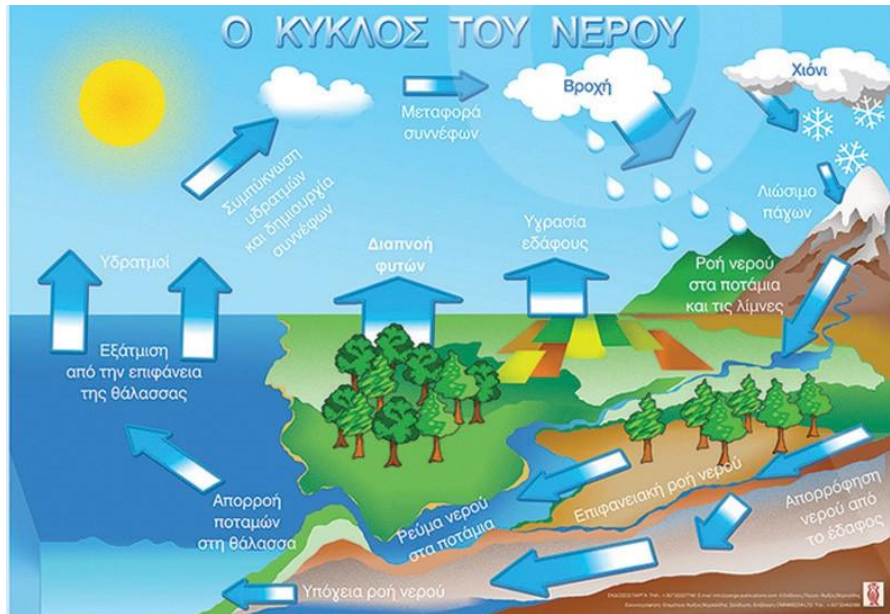 Ο ΚΥΚΛΟΣ ΤΟΥ ΝΕΡΟΥ
Μεταφορά
συννέφων
Βροχή
Χιόνι
Συμπύκνωση
υδρατμών
και δημιουργία
συννέφων
Λιώσιμο
πάγων
Υδρατμοί
Διαπνοή
φυτών
Υγρασία
εδάφους
Ροή νερού
στα ποτάμια
και τις λίμνες
Εξάτμιση
από την επιφάνεια
της θάλασσας
Απορροή
ποταμών
στη θάλασσα
Ρεύμα νερού
στα ποτάμια
Επιφανειακή ροή νερού
Απορρόφηση
νερού από
το έδαφος
Υπόγεια ροή νερού